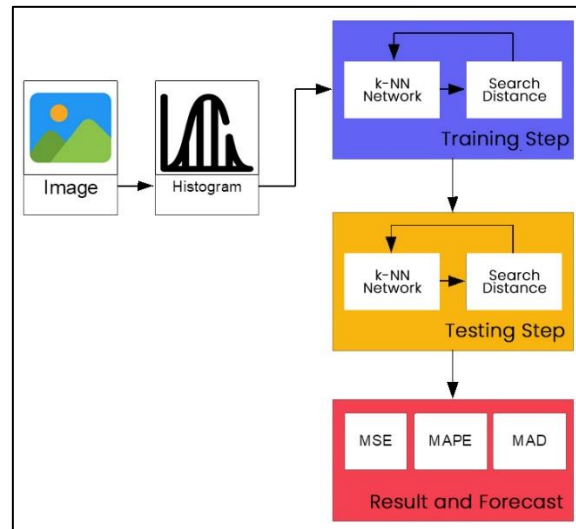 Image
Histogram
k-NN
Network
Search
Distance
Training Step
k-NN
Network
Search
Distance
Testing Step
MSE
MAPE
MAD
Result and Forecast